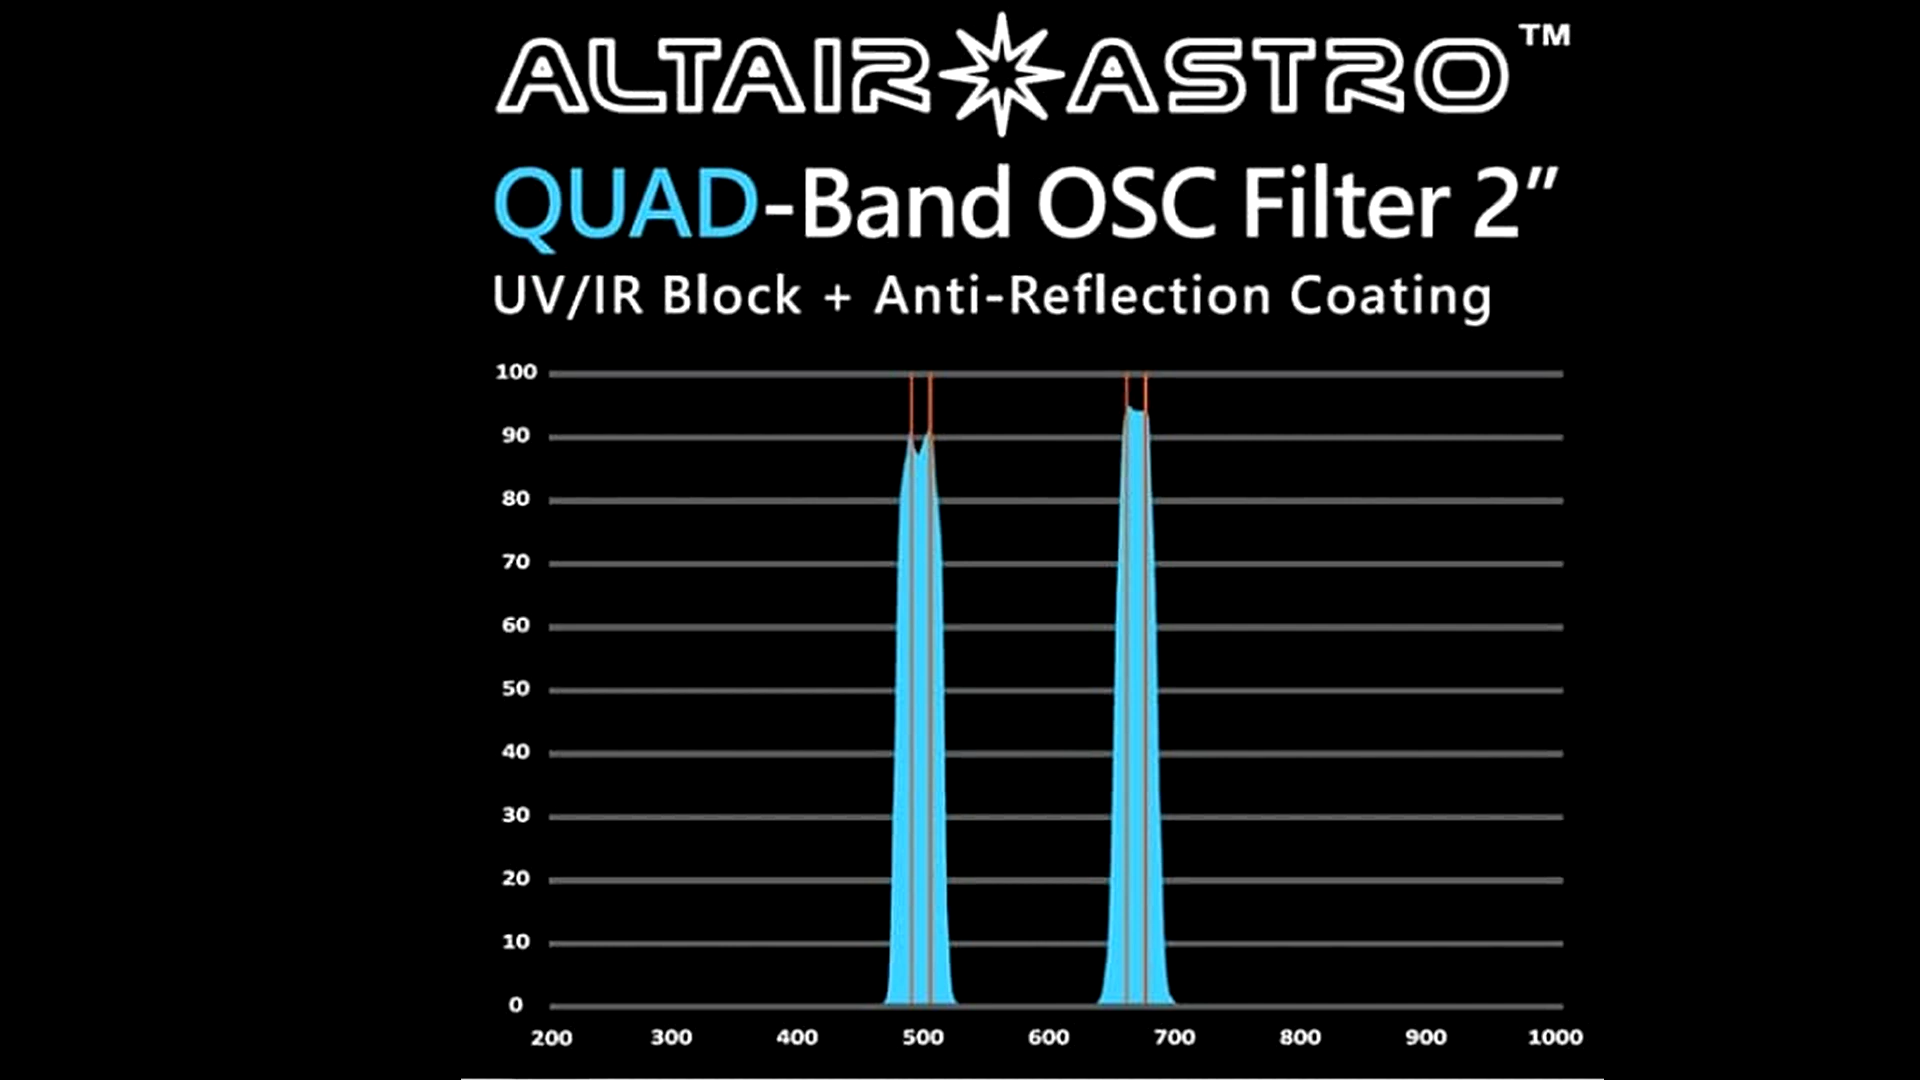 ALTAIR ASTRO™
QUAD-Band OSC Filter 2”
UV/IR Block + Anti-Reflection Coating
100
90
80
70
60
50
40
30
20
10
0
200 300 400 500 600 700 800 900 1000